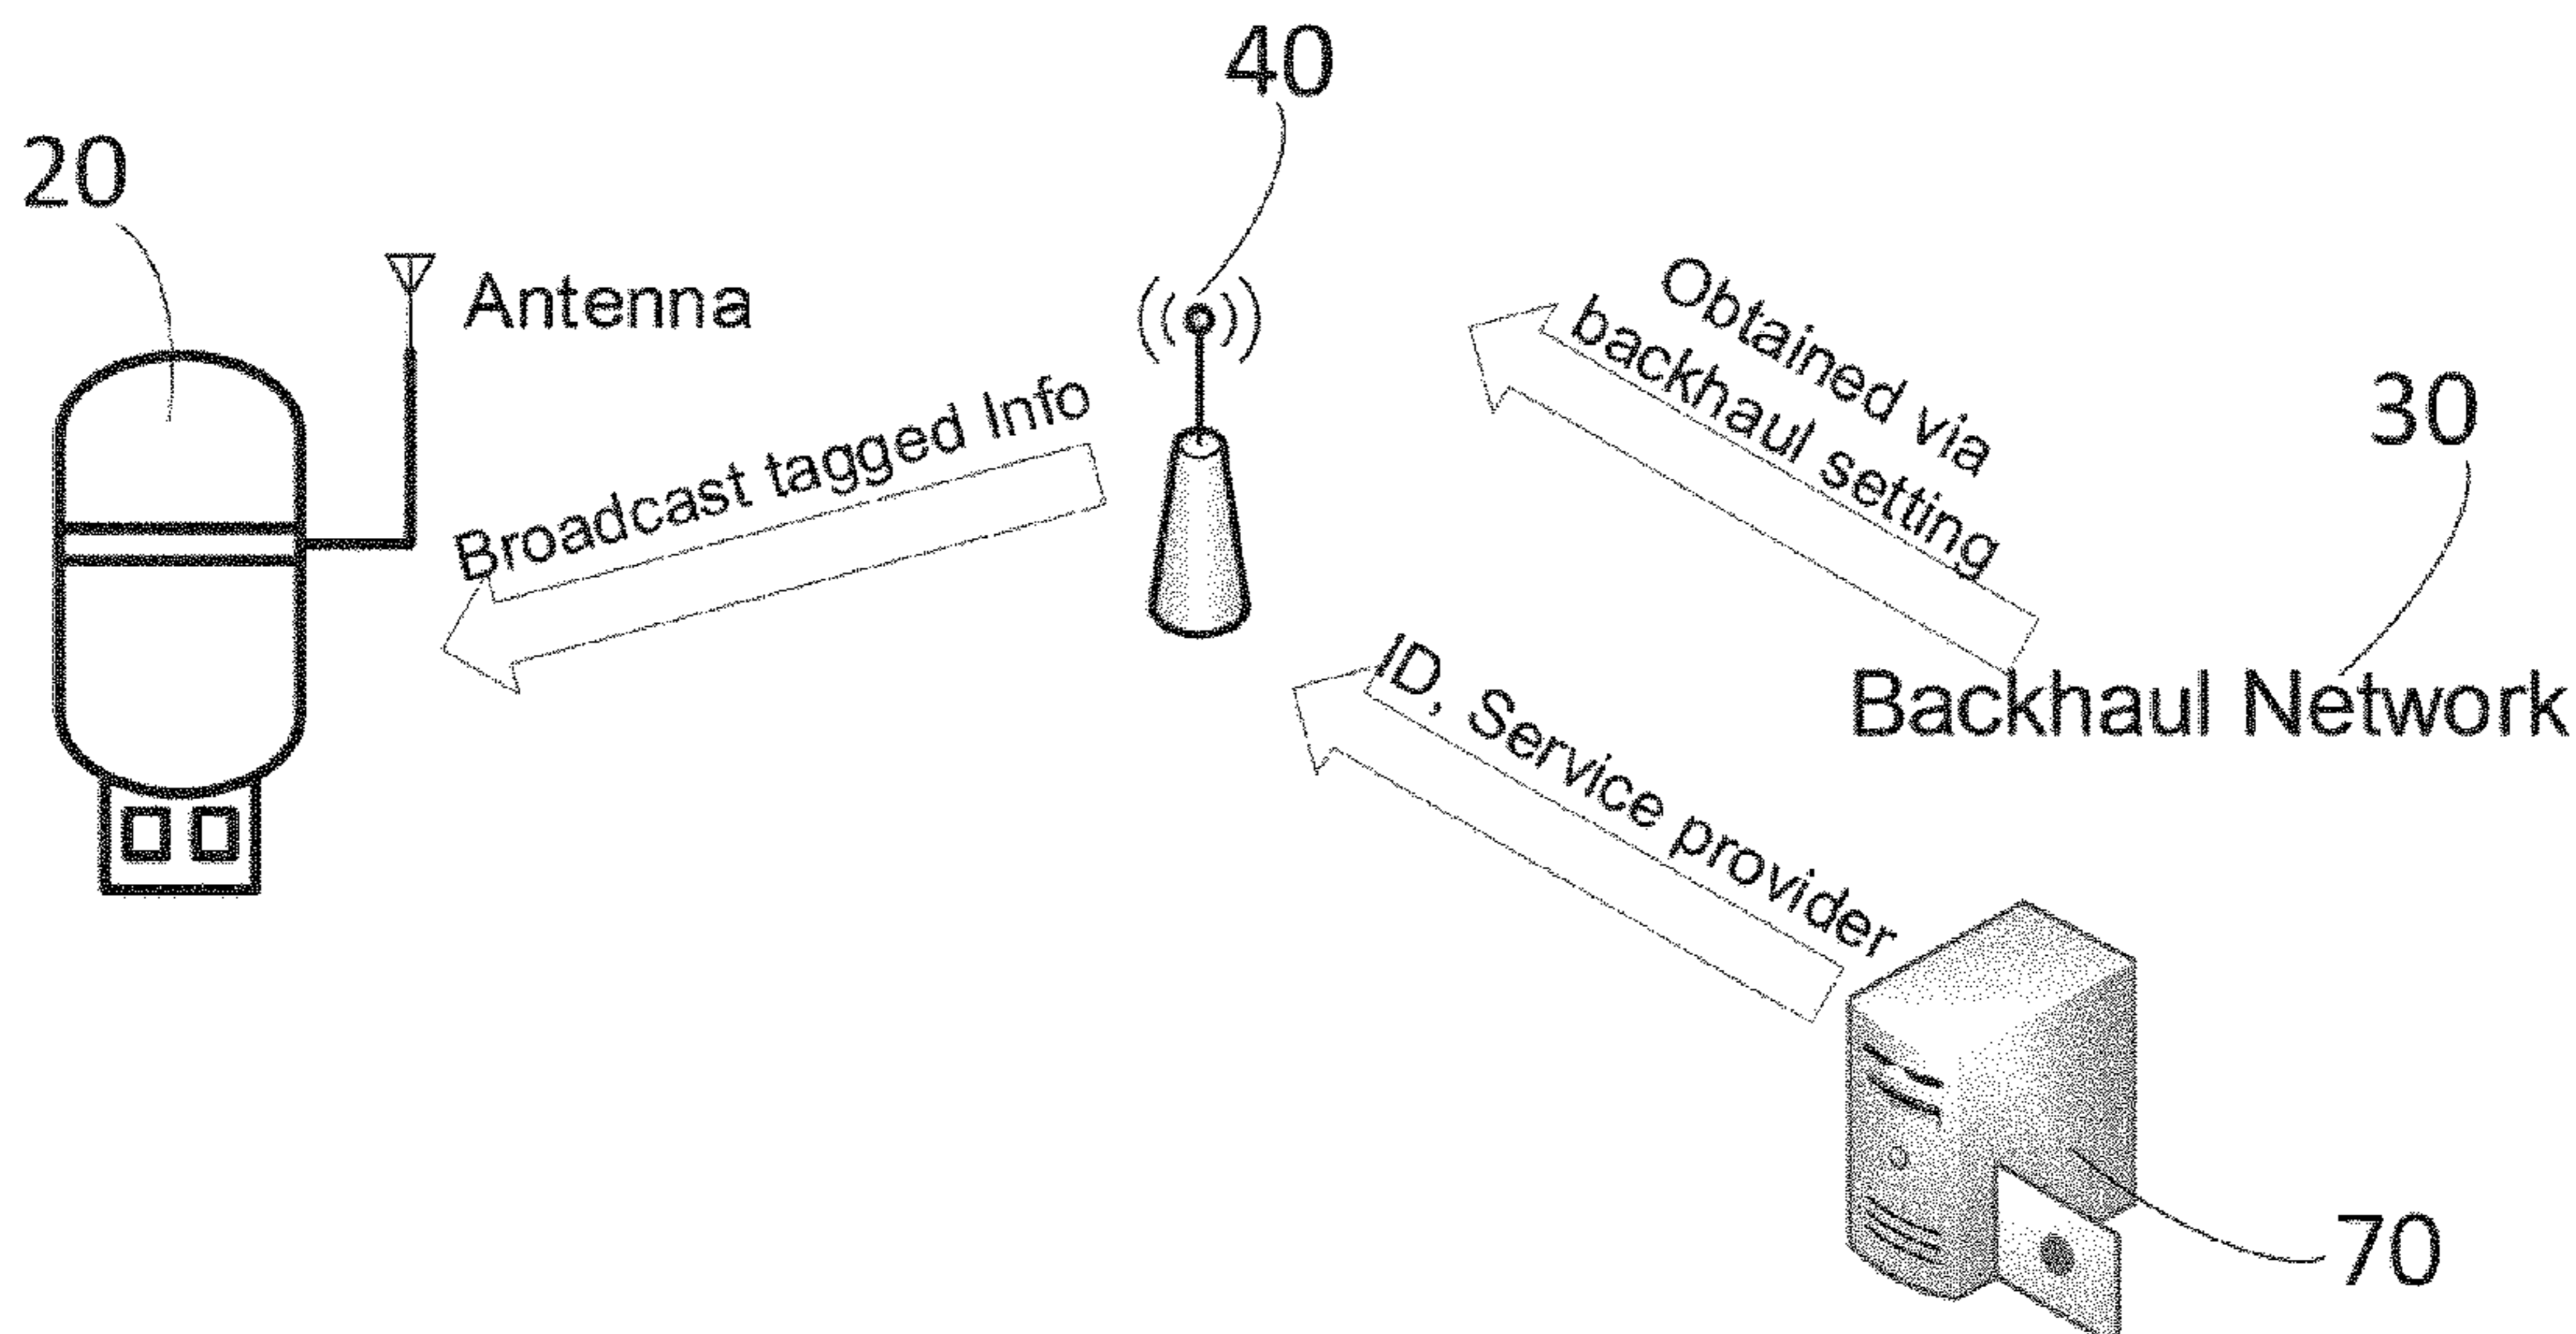 40
20
Antenna
Obtained via
backhaul setting
30
Broadcast tagged Info
ID, Service provider
Backhaul Network
70